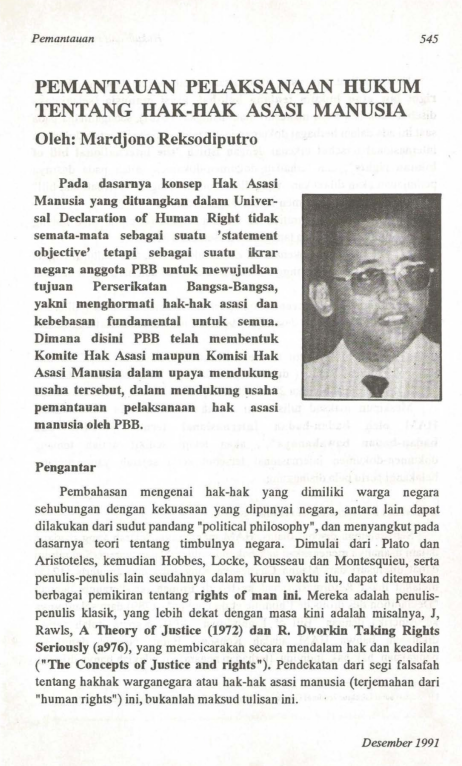 Pemantauan 545
PEMANTAUAN PELAKSANAAN HUKUM
TENTANG HAK-HAK ASASI MANUSIA
Oleh: Mardjono Reksodiputro
Pada dasarnya konsep Hak Asasi
Manusia yang dituangkan dalam Univer-
sal Declaration of Human Right tidak
semata-mata sebagai suatu 'statement
objective' tetapi sebagai suatu ikrar
negara anggota PBB untuk mewujudkan
tujuan Perserikatan Bangsa-Bangsa,
yakni menghormati hak-hak asasi dan
kebebasan fundamental untuk semua.
Dimana disini PBB telah membentuk
Komite Hak Asasi maupun Komisi Hak
Asasi Manusia dalam upaya mendukung
usaha tersebut, dalam mendukung usaha
pemantauan pelaksanaan hak asasi
manusia oleh PBB.
Pengantar
Pembahasan mengenai hak-hak yang dimiliki warga negara
sehubungan dengan kekuasaan yang dipunyai negara, antara lain dapat
dilakukan dari sudut pandang "political philosophy", dan menyangkut pada
dasarnya teori tentang timbulnya negara. Dimulai dari Plato dan
Aristoteles, kemudian Hobbes, Locke, Rousseau dan Montesquieu, serta
penulis-penulis lain seudahnya dalam kurun waktu itu, dapat ditemukan
berbagai pemikiran tentang rights of man ini. Mereka adalah penulis-
penulis klasik, yang lebih dekat dengan masa kini adalah misalnya, J,
Rawls, A Theory of Justice (1972) dan R. Dworkin Taking Rights
Seriously (a976), yang membicarakan secara mendalam hak dan keadilan
("The Concepts of Justice and rights"). Pendekatan dari segi falsafah
tentang hakhak warganegara atau hak-hak asasi manusia (terjemahan dari
"human rights") ini, bukanlah maksud tulisan ini.
Desember 1991